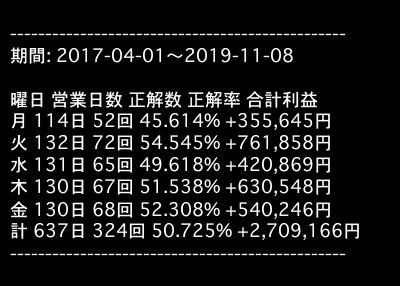 ------------------------------------------------
期間: 2017-04-01～2019-11-08
曜日 営業日数 正解数 正解率 合計利益
月 114日 52回 45.614% +355,645円
火 132日 72回 54.545% +761,858円
水 131日 65回 49.618% +420,869円
木 130日 67回 51.538% +630,548円
金 130日 68回 52.308% +540,246円
計 637日 324回 50.725% +2,709,166円
------------------------------------------------